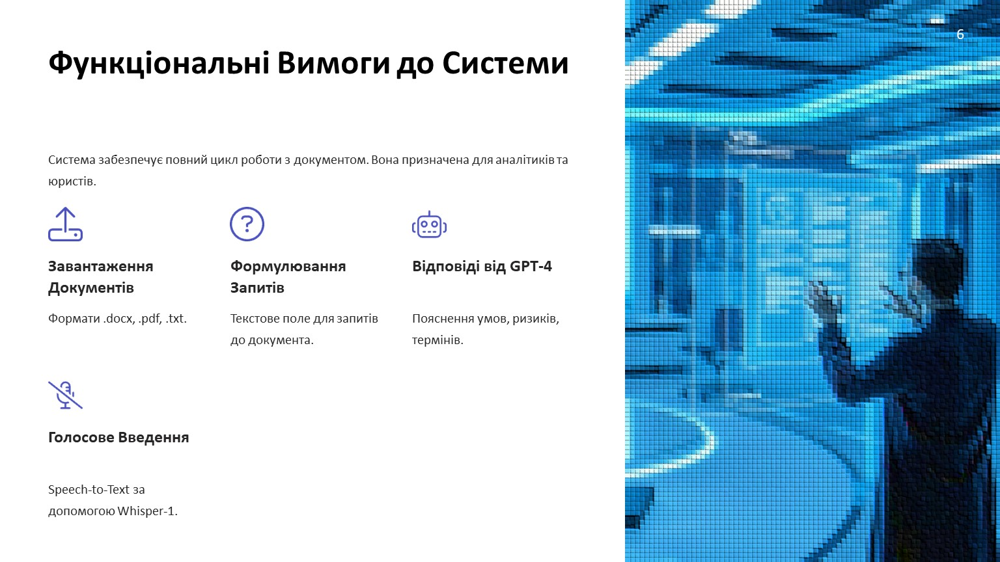 6
Функціональні Вимоги до Системи
Система забезпечує повний цикл роботи з документом. Вона призначена для аналітиків та
юристів.
Завантаження
Документів
Формати .docx, .pdf, .txt.
Формулювання
Запитів
Текстове поле для запитів
до документа.
Відповіді від GPT-4
Пояснення умов, ризиків,
термінів.
Голосове Введення
Speech-to-Text за
допомогою Whisper-1.